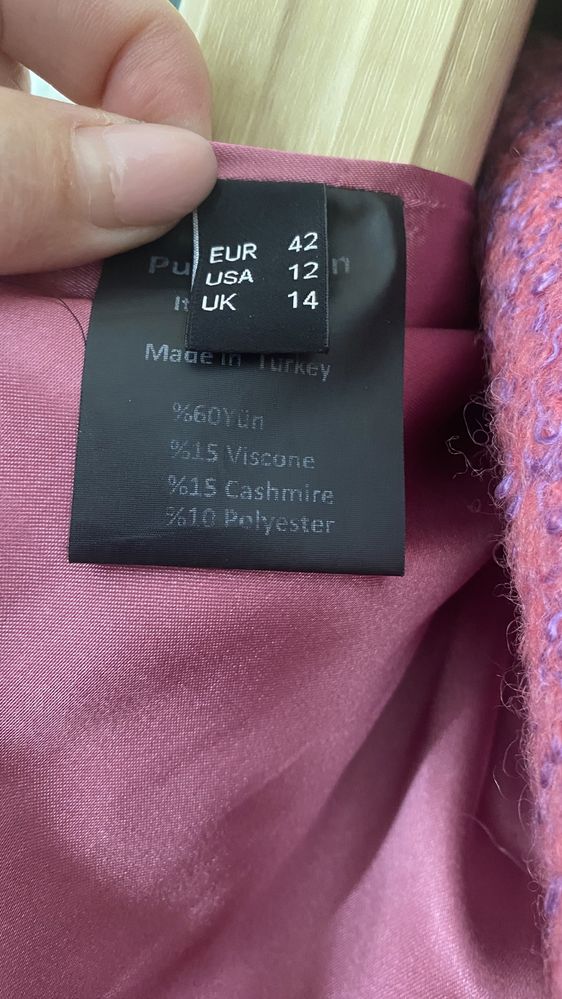 EUR 42
USA 12
UK 14
Made in Turkey
%60Yün
%15 Viscone
%15 Cashmire
%10 Polyester